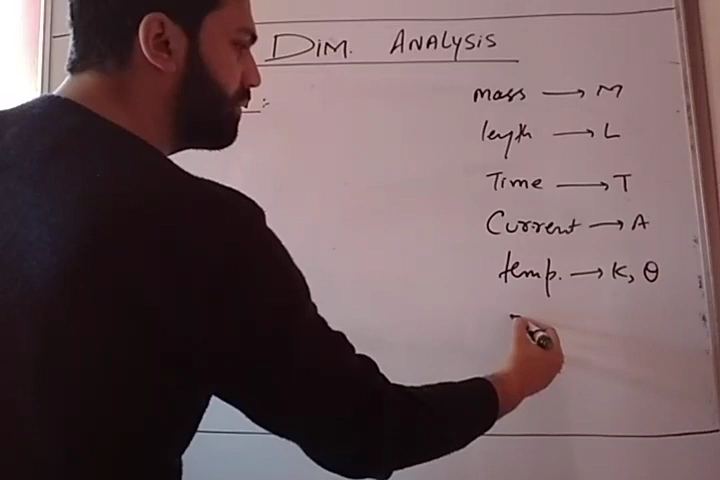 Dim. Analysis
mass → M
length → L
Time → T
Current → A
temp. → K, θ